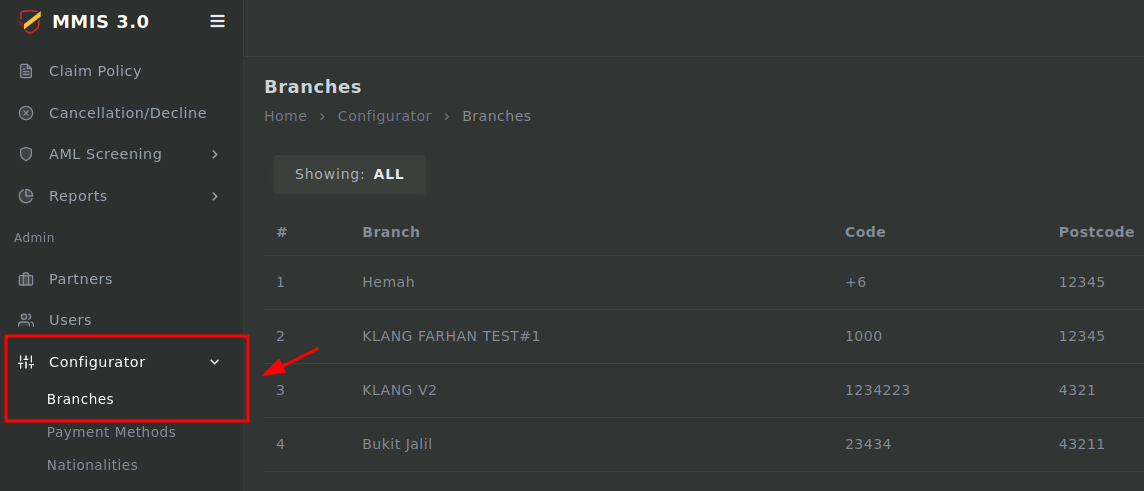 MMIS 3.0
Claim Policy
Cancellation/Decline
AML Screening
Reports
Admin
Partners
Users
Configurator
Branches
Payment Methods
Nationalities
Branches
Home › Configurator › Branches
Showing: ALL
# Branch Code Postcode
1 Hemah +6 12345
2 KLANG FARHAN TEST#1 1000 12345
3 KLANG V2 1234223 4321
4 Bukit Jalil 23434 43211